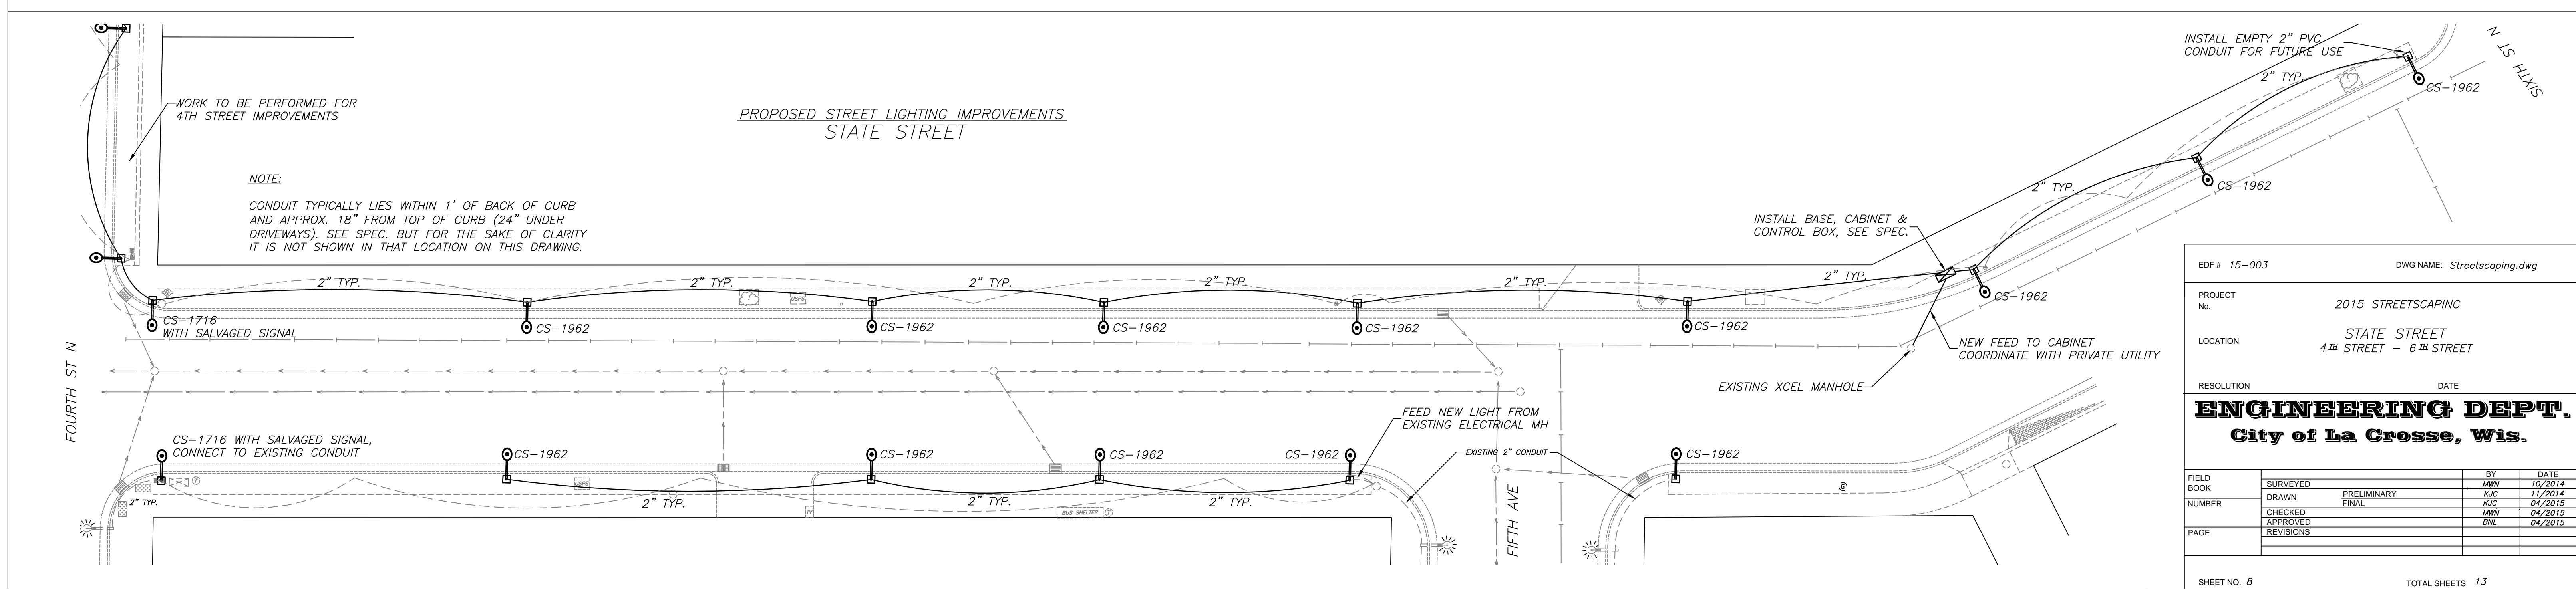 PROPOSED STREET LIGHTING IMPROVEMENTS
STATE STREET
WORK TO BE PERFORMED FOR
4TH STREET IMPROVEMENTS
NOTE:
CONDUIT TYPICALLY LIES WITHIN 1' OF BACK OF CURB
AND APPROX. 18" FROM TOP OF CURB (24" UNDER
DRIVEWAYS). SEE SPEC. BUT FOR THE SAKE OF CLARITY
IT IS NOT SHOWN IN THAT LOCATION ON THIS DRAWING.
INSTALL EMPTY 2" PVC
CONDUIT FOR FUTURE USE
SIXTH ST N
2" TYP.
CS-1962
CS-1962
2" TYP.
INSTALL BASE, CABINET &
CONTROL BOX, SEE SPEC.
2" TYP.
2" TYP.
2" TYP.
2" TYP.
2" TYP.
2" TYP.
USPS
CS-1962
CS-1716
WITH SALVAGED SIGNAL
CS-1962
CS-1962
CS-1962
CS-1962
CS-1962
NEW FEED TO CABINET
COORDINATE WITH PRIVATE UTILITY
EXISTING XCEL MANHOLE
FOURTH ST N
FEED NEW LIGHT FROM
EXISTING ELECTRICAL MH
CS-1716 WITH SALVAGED SIGNAL,
CONNECT TO EXISTING CONDUIT
CS-1962
CS-1962
CS-1962
CS-1962
EXISTING 2" CONDUIT
CS-1962
USPS
2" TYP.
2" TYP.
2" TYP.
2" TYP.
TV
BUS SHELTER
T
T
FIFTH AVE
EDF # 15-003
DWG NAME: Streetscaping.dwg
PROJECT
No.
2015 STREETSCAPING
LOCATION
STATE STREET
4TH STREET - 6TH STREET
RESOLUTION
DATE
ENGINEERING DEPT.
City of La Crosse, Wis.
FIELD
BOOK
NUMBER
PAGE
BY DATE
SURVEYED MWN 10/2014
DRAWN PRELIMINARY KJC 11/2014
FINAL KJC 04/2015
CHECKED MWN 04/2015
APPROVED BNL 04/2015
REVISIONS
SHEET NO. 8
TOTAL SHEETS 13